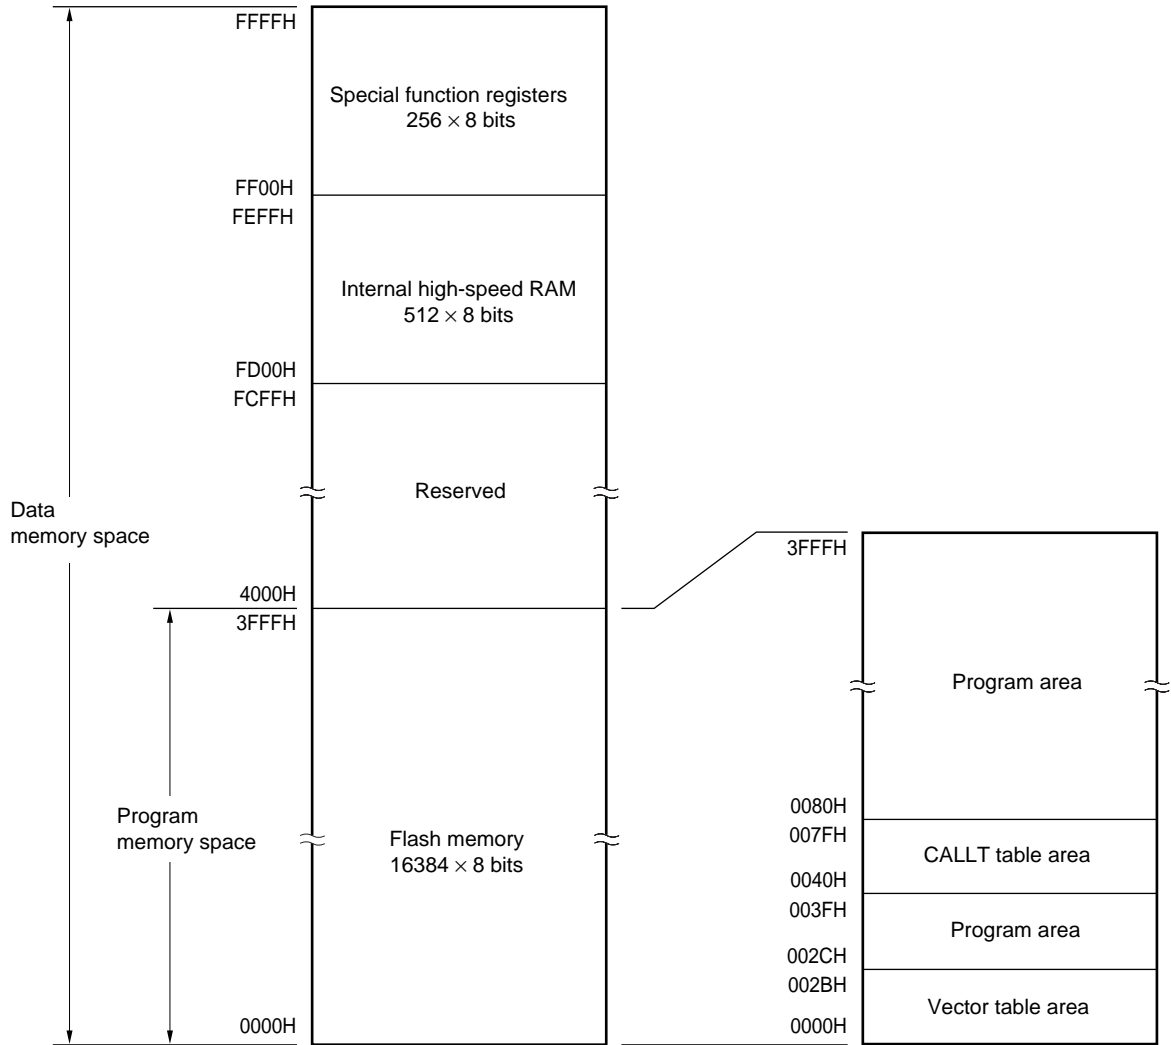 FFFFH
Special function registers
256 × 8 bits
FF00H
FEFFH
Internal high-speed RAM
512 × 8 bits
FD00H
FCFFH
Reserved
Data
memory space
4000H
3FFFH
Program
memory space
Flash memory
16384 × 8 bits
0000H
3FFFH
Program area
0080H
007FH
CALLT table area
0040H
003FH
Program area
002CH
002BH
Vector table area
0000H